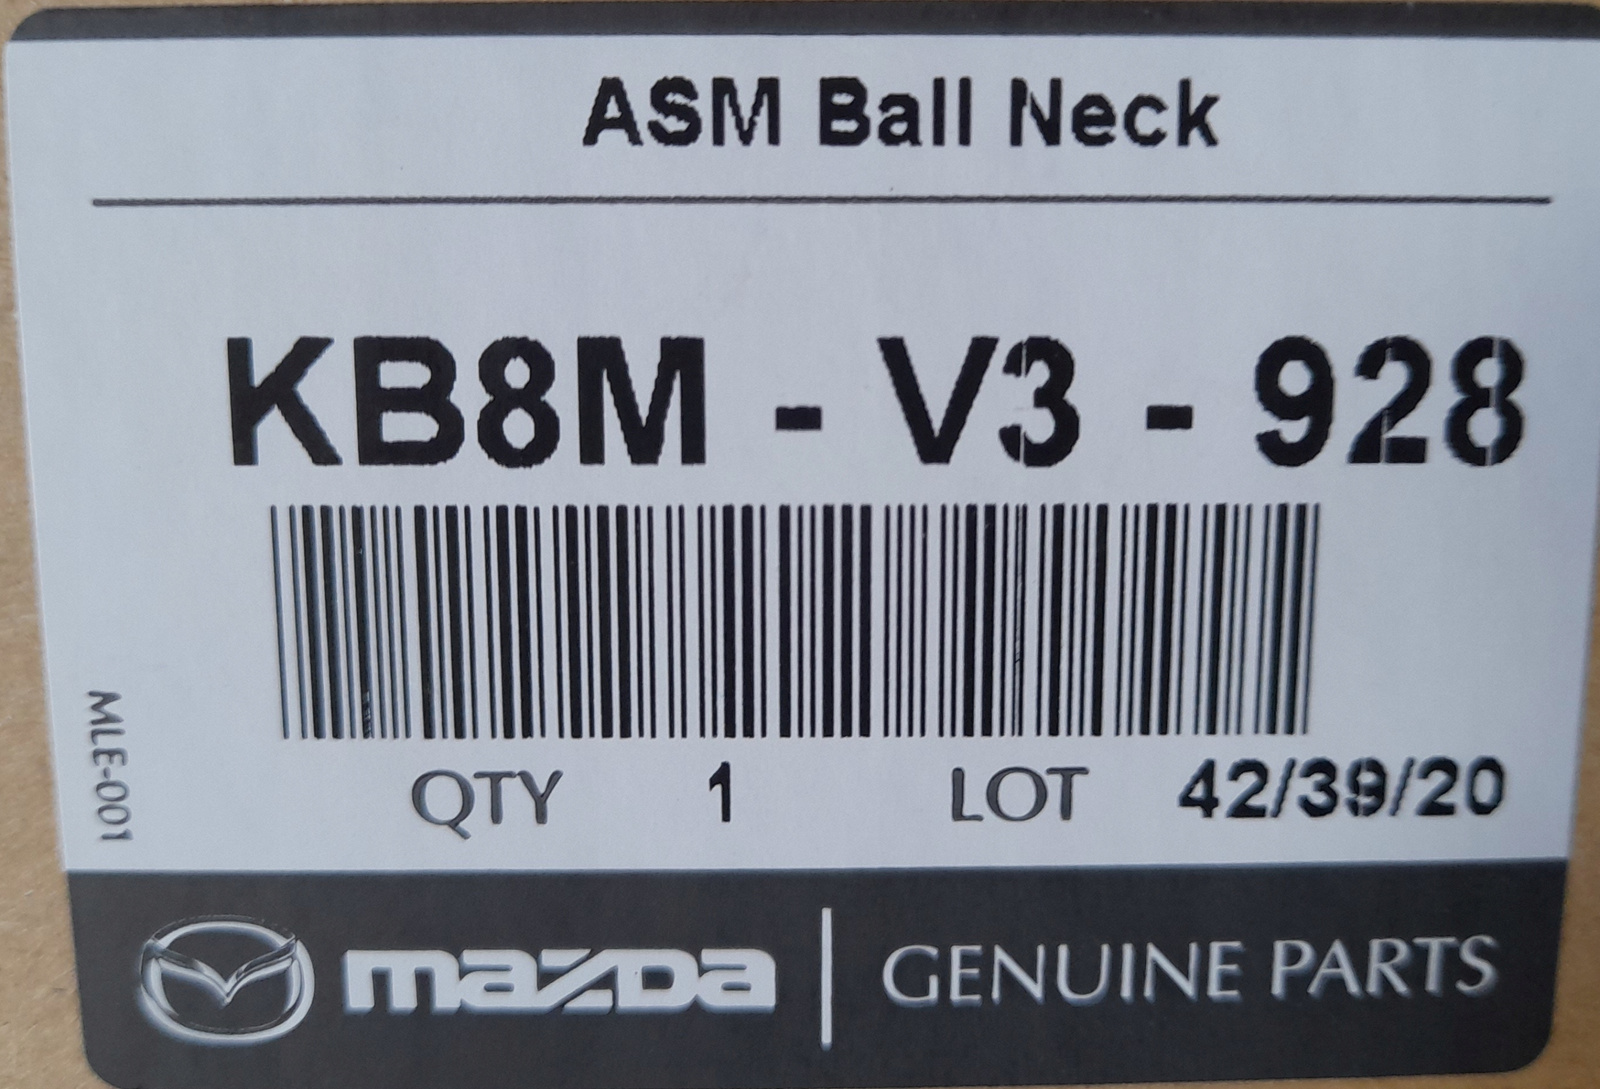 ASM Ball Neck
KB8M - V3 - 928
QTY 1 LOT 42/39/20
MLE-001
mazda | GENUINE PARTS